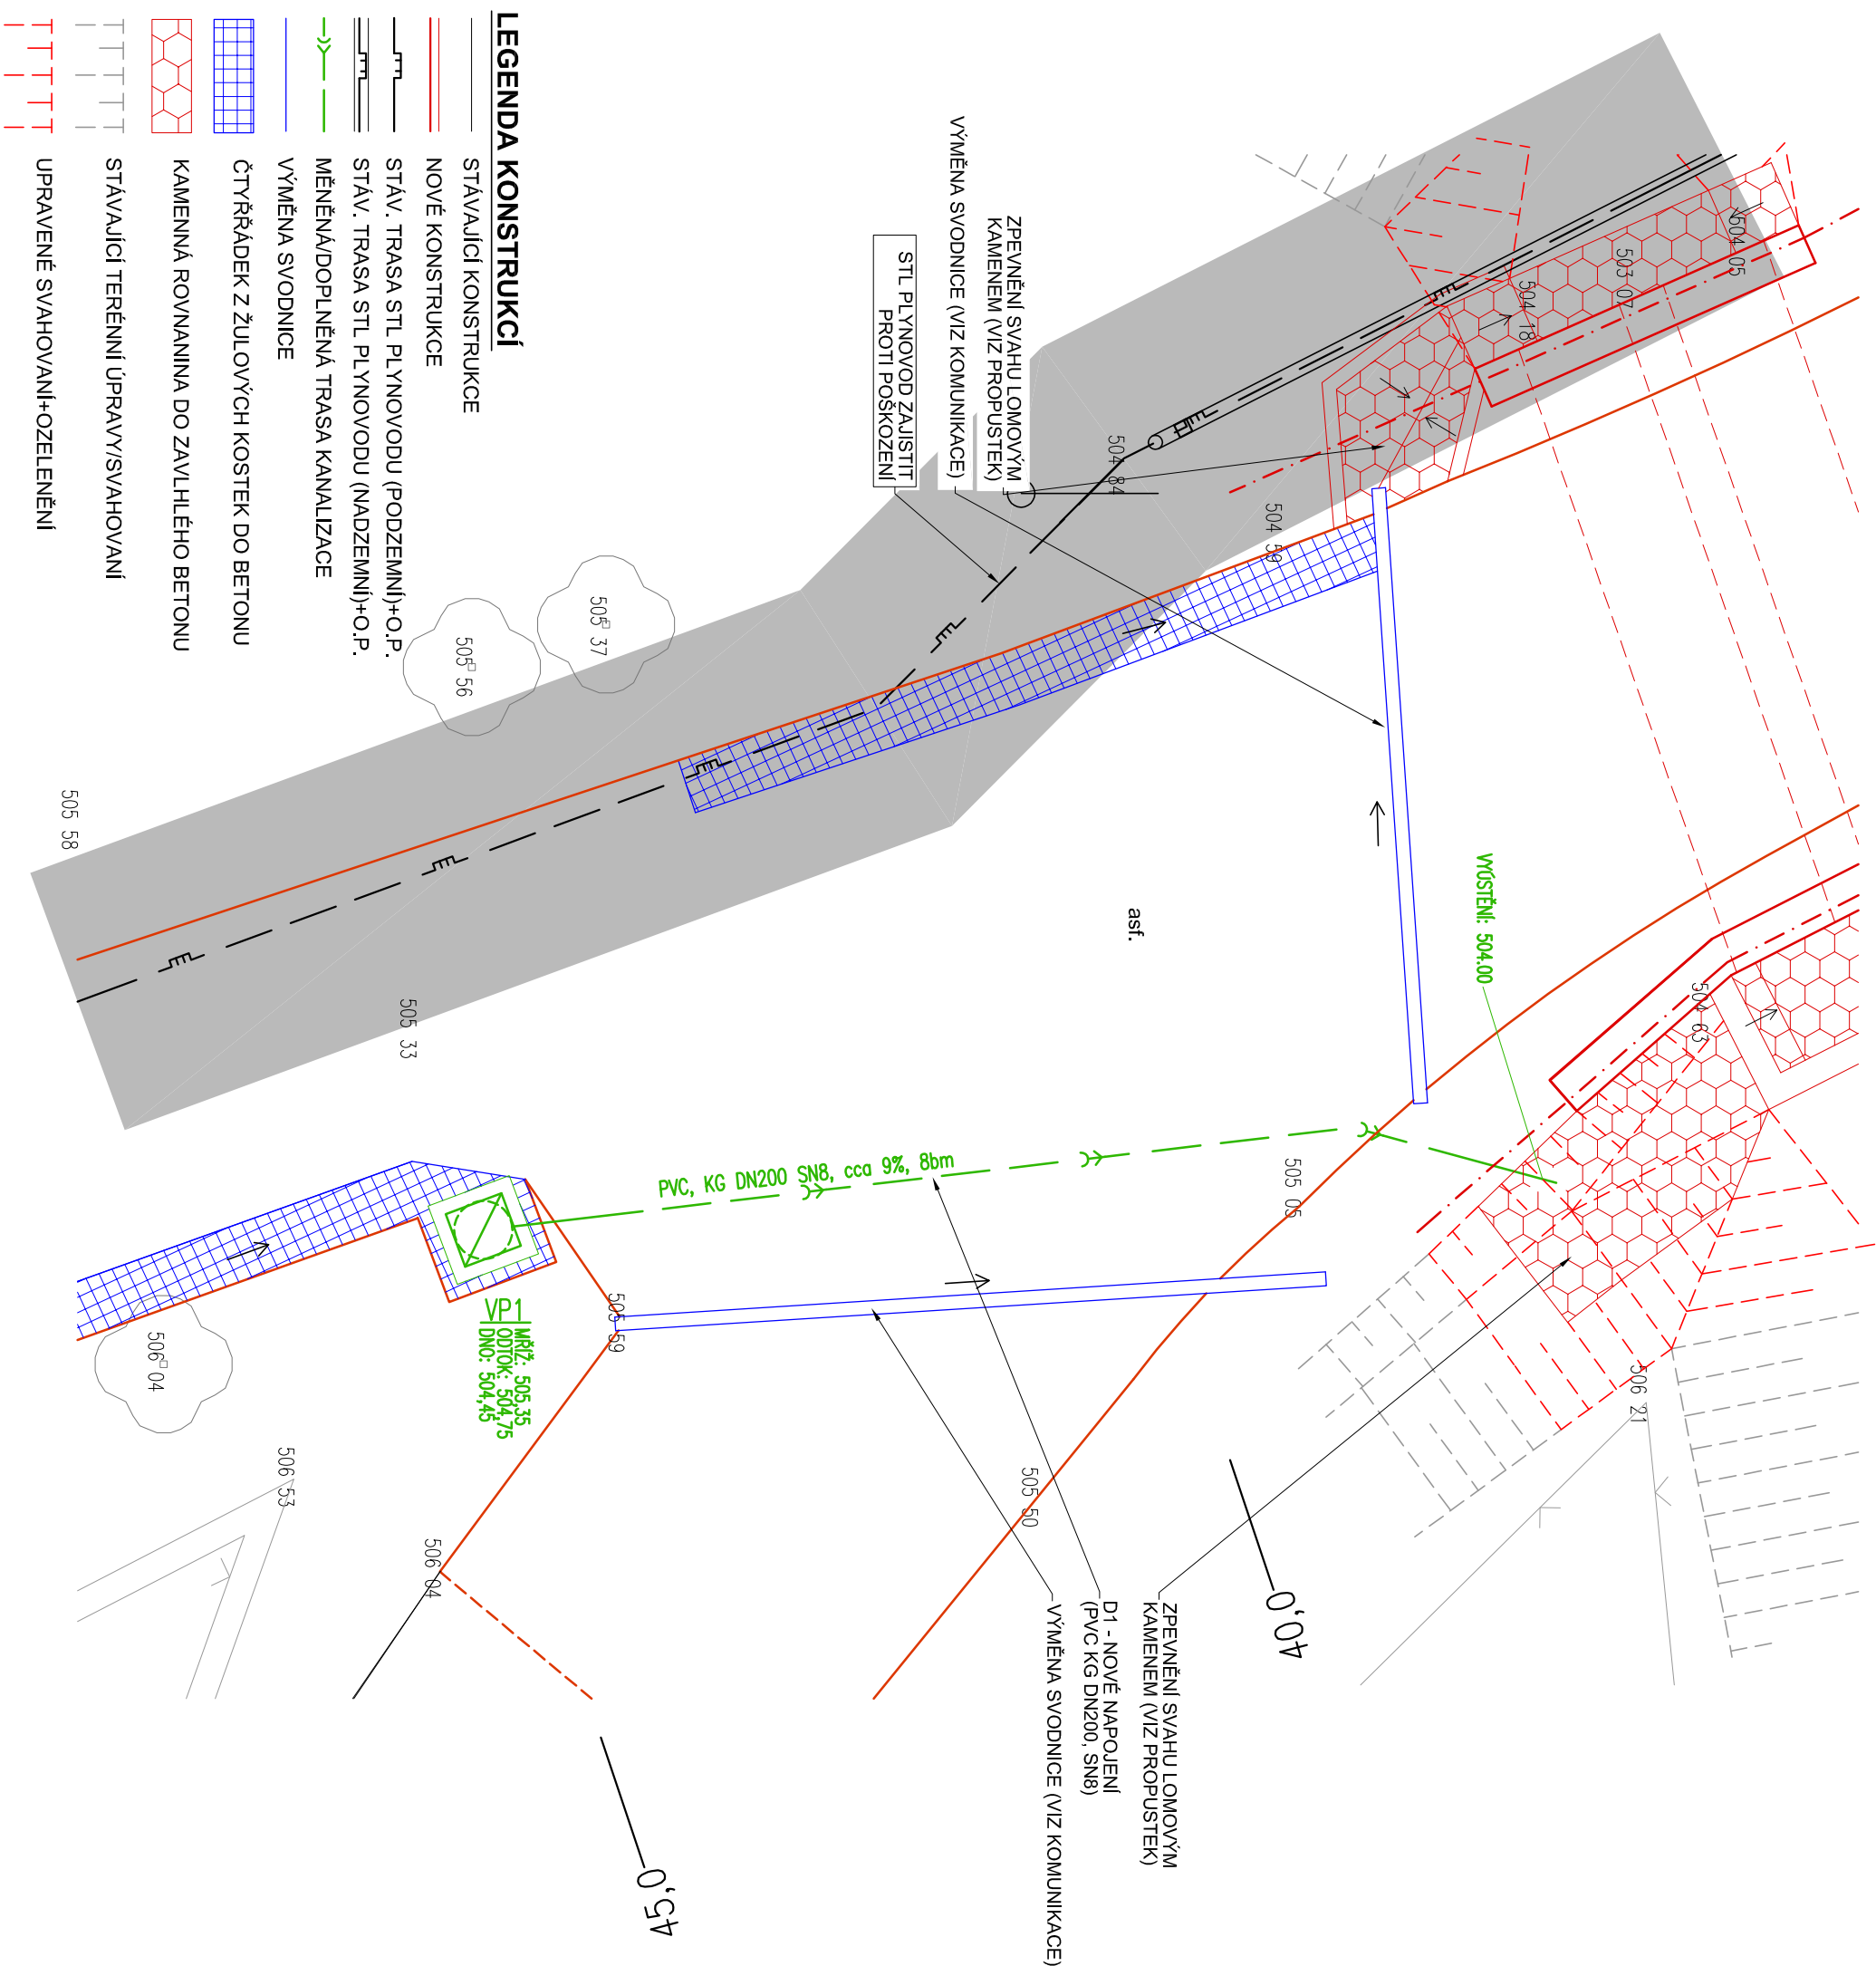 LEGENDA KONSTRUKCÍ
STÁVAJÍCÍ KONSTRUKCE
NOVÉ KONSTRUKCE
STÁV. TRASA STL PLYNOVODU (PODZEMNÍ)+O.P.
STÁV. TRASA STL PLYNOVODU (NADZEMNÍ)+O.P.
MĚNĚNÁ/DOPLNĚNÁ TRASA KANALIZACE
VÝMĚNA SVODNICE
ČTYŘŘÁDEK Z ŽULOVÝCH KOSTEK DO BETONU
KAMENNÁ ROVNANINA DO ZAVLHLÉHO BETONU
STÁVAJÍCÍ TERÉNNÍ ÚPRAVY/SVAHOVANÍ
UPRAVENÉ SVAHOVANÍ+OZELENĚNÍ
ZPEVNĚNÍ SVAHU LOMOVÝM
KAMENEM (VIZ PROPUSTEK)
VÝMĚNA SVODNICE (VIZ KOMUNIKACE)
STL PLYNOVOD ZAJISTIT
PROTI POŠKOZENÍ
504 05
503 07
504 18
504 84
504 59
505 37
505 56
505 58
505 33
asf.
VYÚSTĚNÍ: 504.00
504 63
505 05
PVC, KG DN200 SN8, cca 9%, 8bm
VP1
MŘÍŽ: 505,35
ODTOK: 504,75
DNO: 504,45
505 59
506 04
506 53
506 04
505 50
506 21
40,0
45,0
ZPEVNĚNÍ SVAHU LOMOVÝM
KAMENEM (VIZ PROPUSTEK)
D1 - NOVÉ NAPOJENÍ
(PVC KG DN200, SN8)
VÝMĚNA SVODNICE (VIZ KOMUNIKACE)